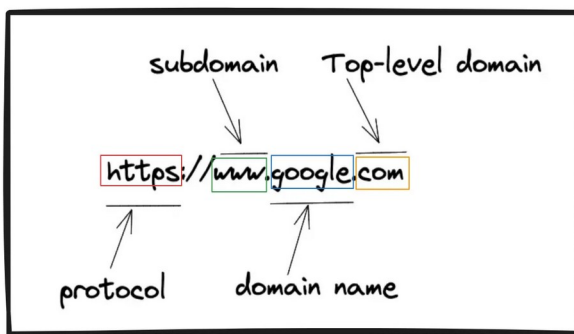 subdomain Top-level domain
https://www.google.com
protocol domain name